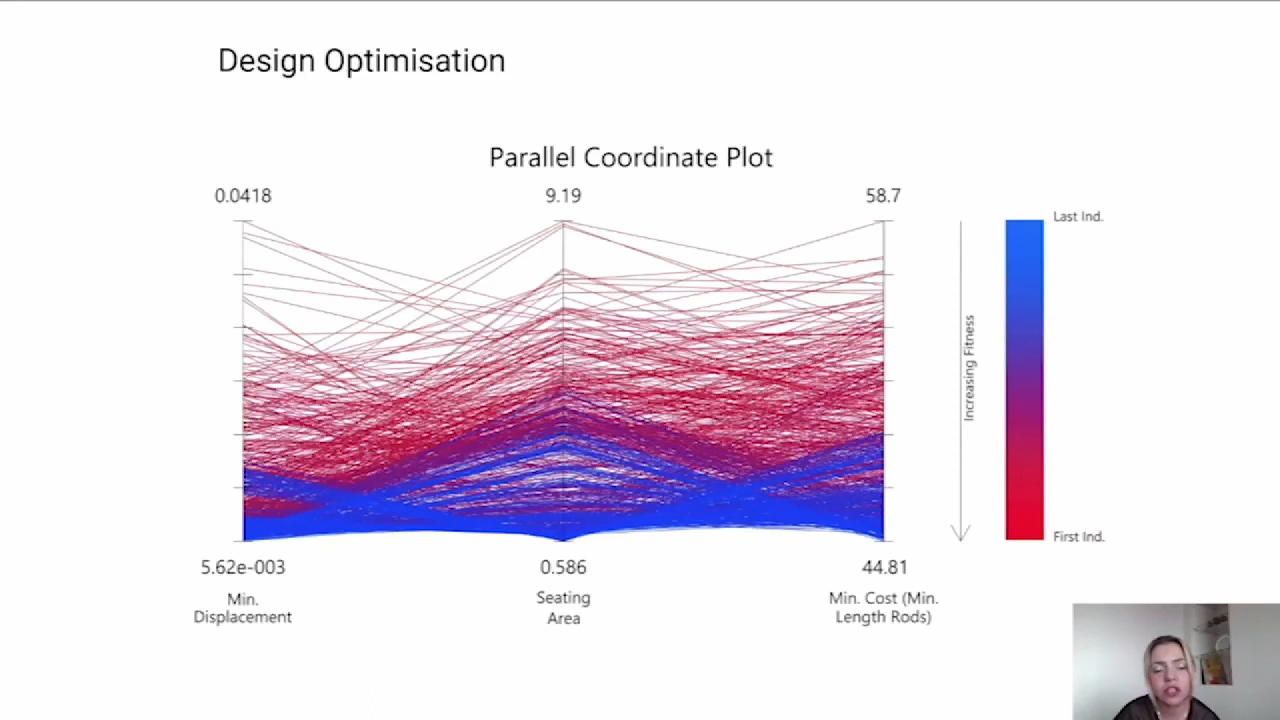 Design Optimisation
Parallel Coordinate Plot
0.0418
9.19
58.7
Last Ind.
Increasing Fitness
First Ind.
5.62e-003
0.586
44.81
Min.
Displacement
Seating
Area
Min. Cost (Min.
Length Rods)